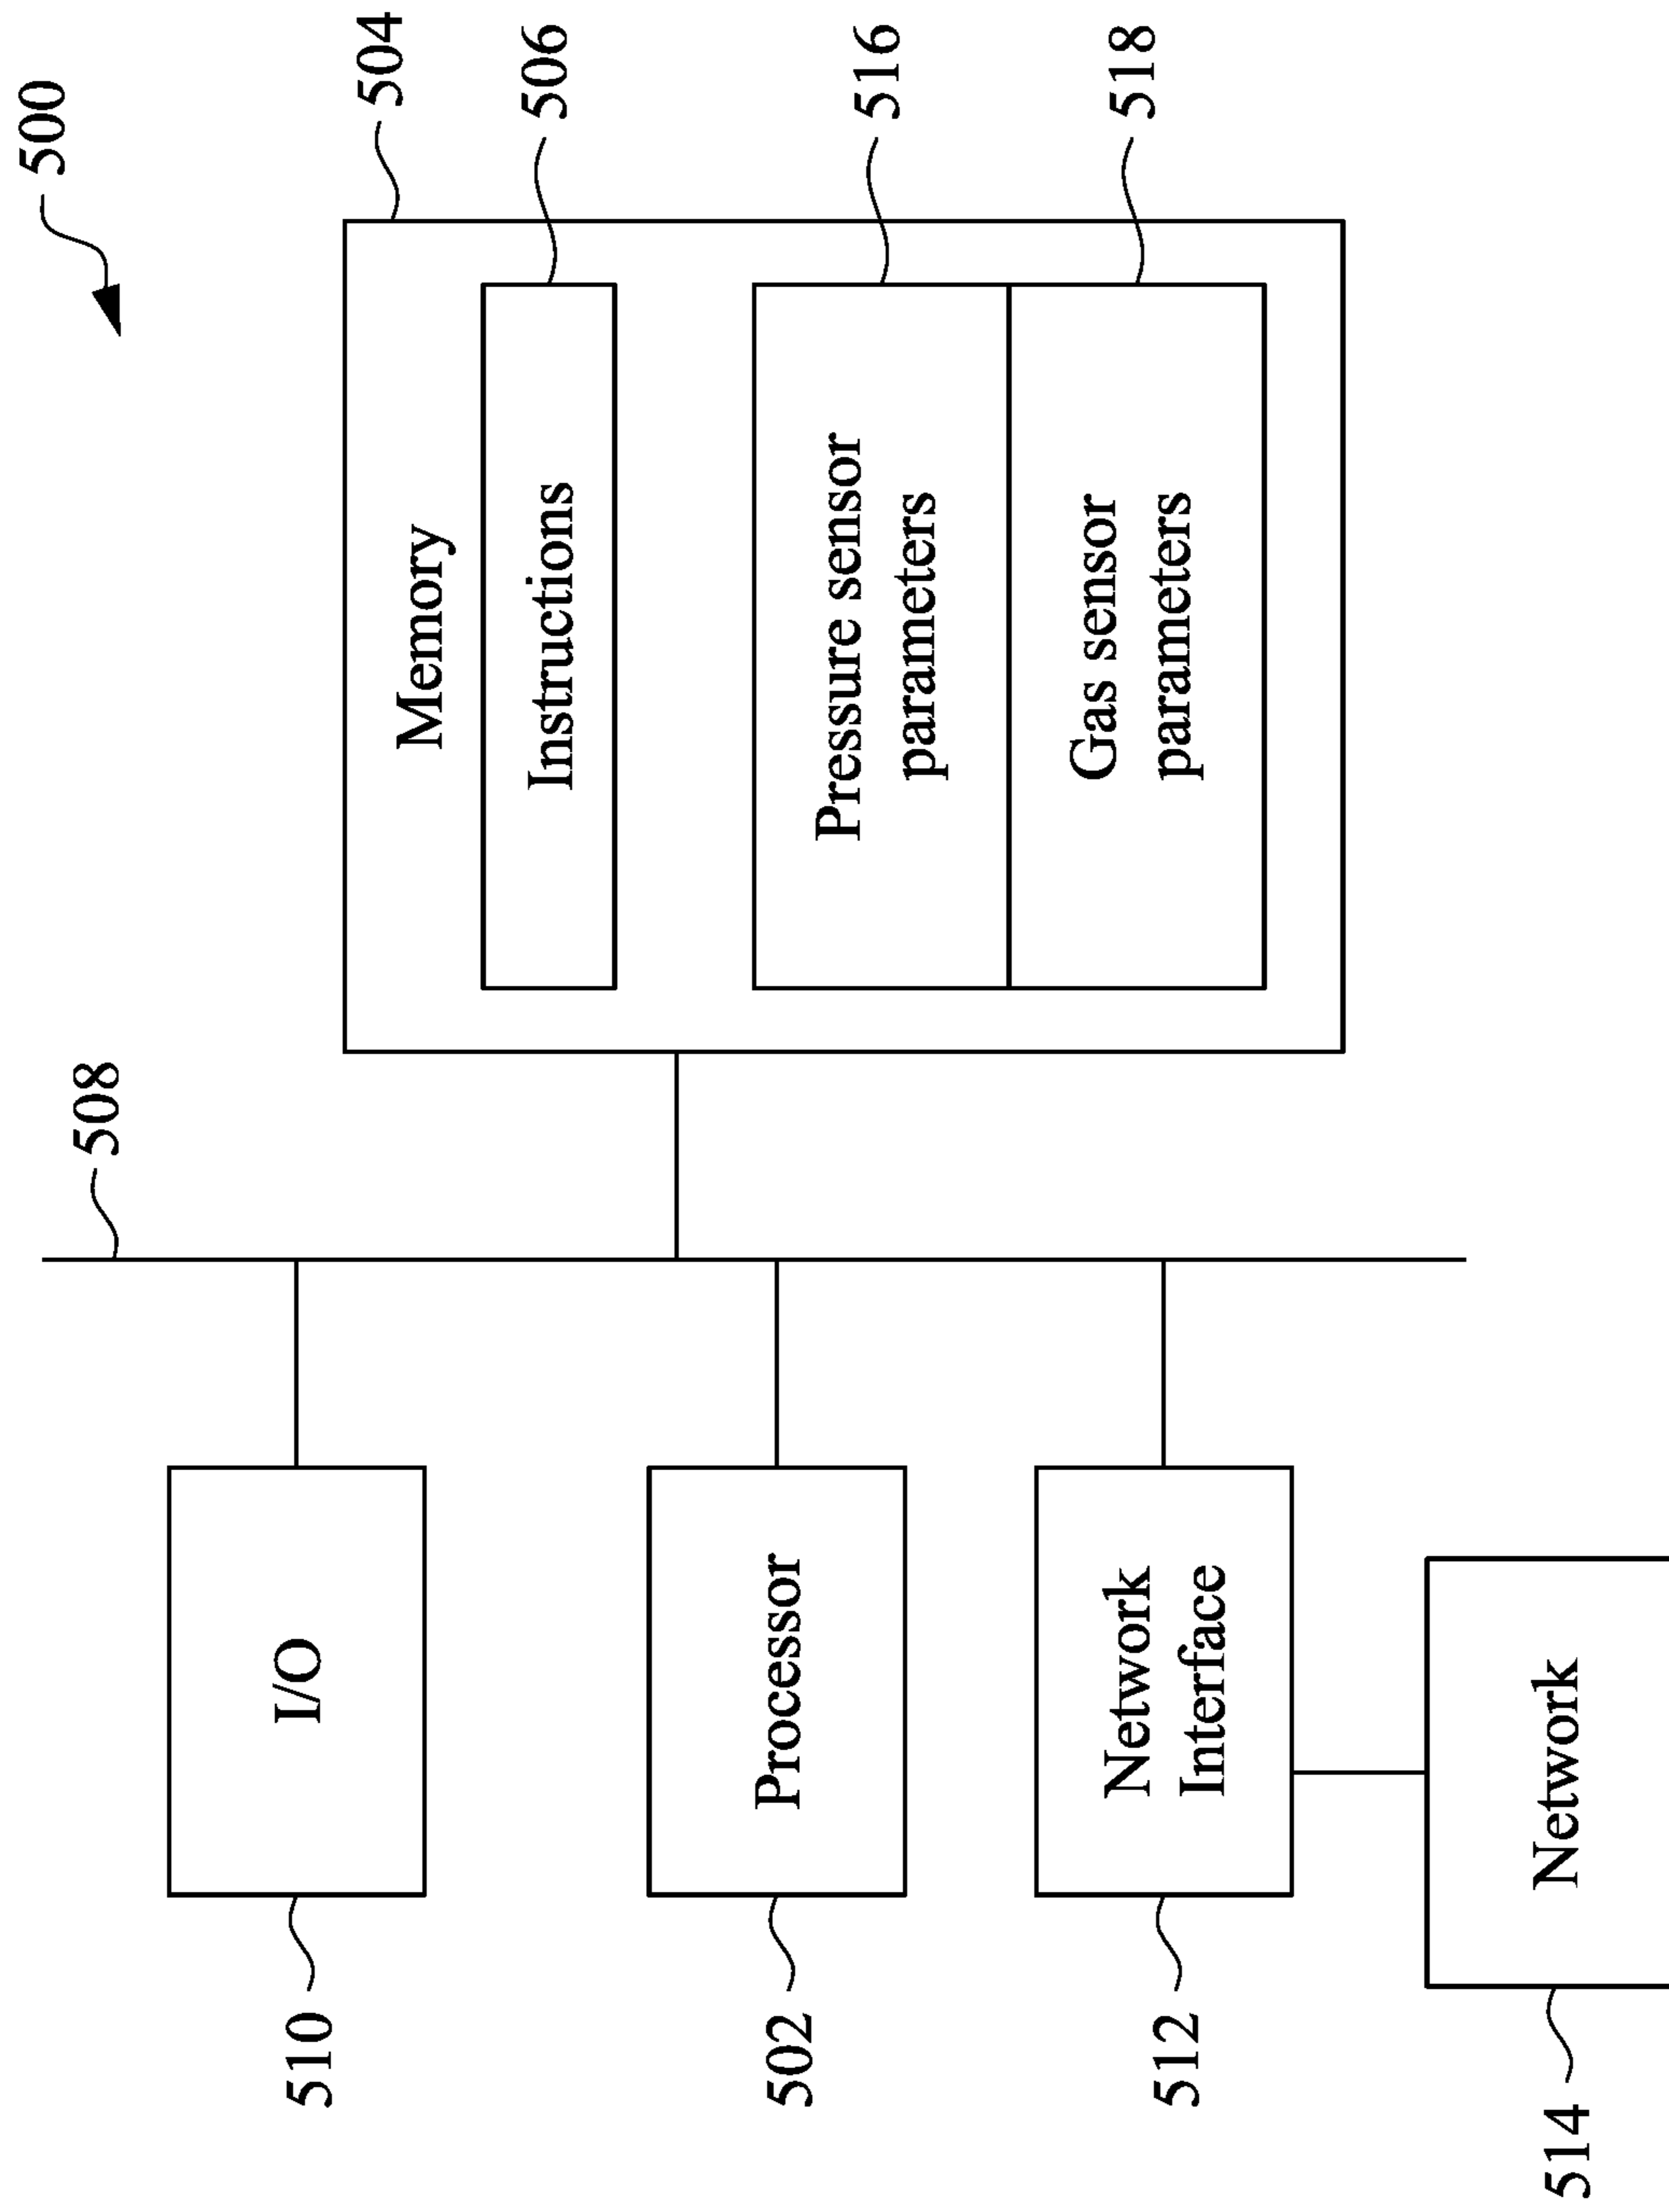 500
508
504
510
I/O
Memory
506
Instructions
502
Processor
516
Pressure sensor
parameters
512
Network
Interface
518
Gas sensor
parameters
514
Network